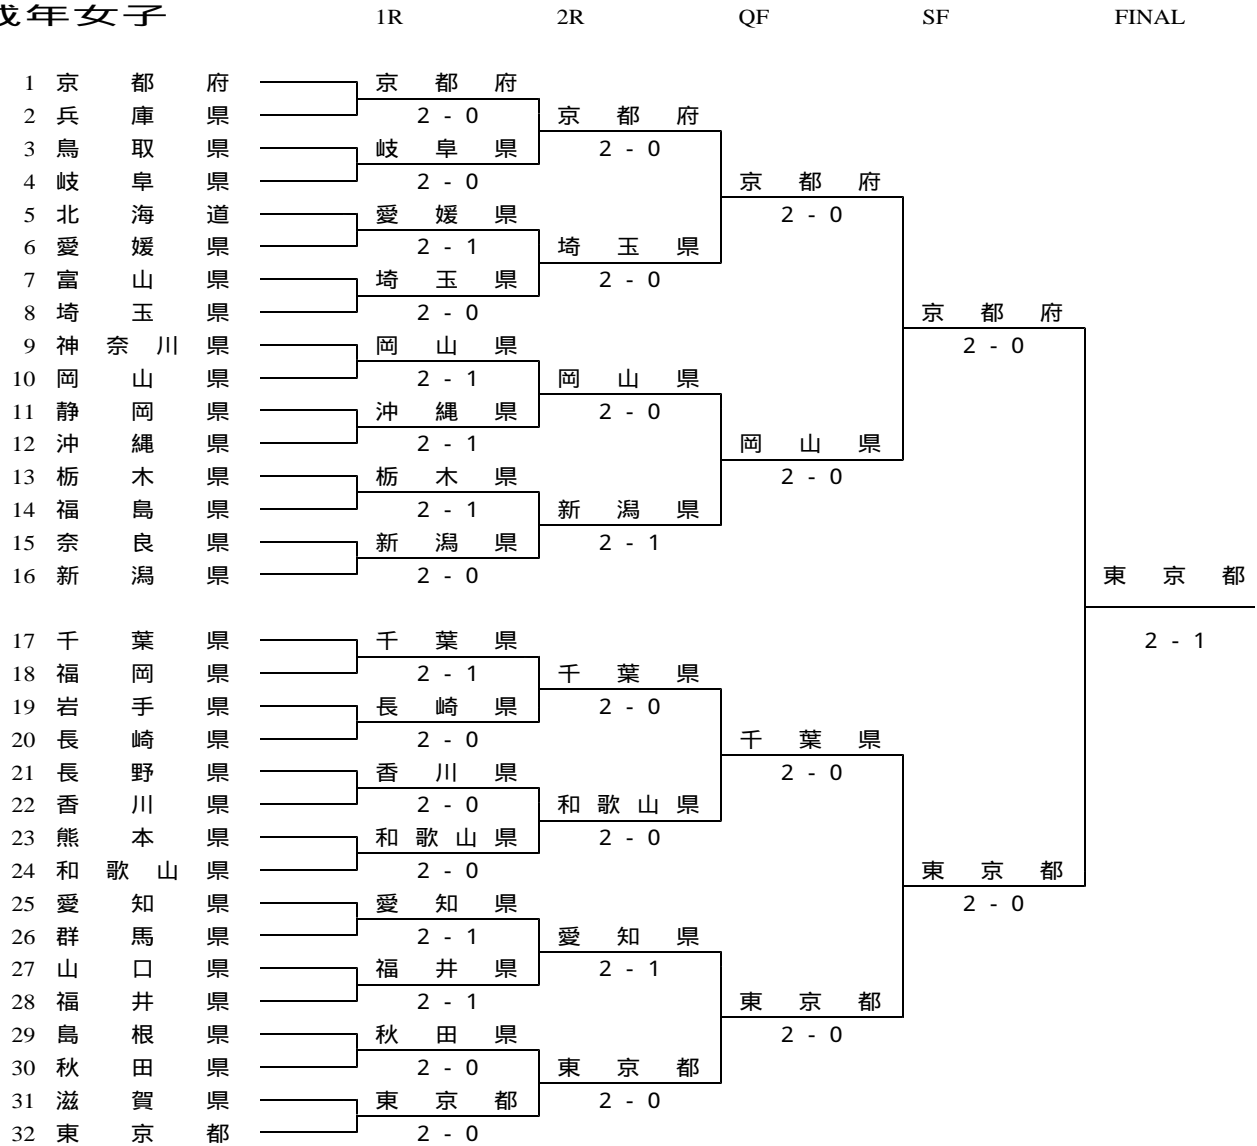 成年女子 1R 2R QF SF FINAL
1 京都府 京都府
2 兵庫県 2 - 0 京都府
3 鳥取県 岐阜県 2 - 0
4 岐阜県 2 - 0 京都府
5 北海道 愛媛県 2 - 0
6 愛媛県 2 - 1 埼玉県
7 富山県 埼玉県 2 - 0
8 埼玉県 2 - 0 京都府
9 神奈川県 岡山県 2 - 0
10 岡山県 2 - 1 岡山県
11 静岡県 沖縄県 2 - 0
12 沖縄県 2 - 1 岡山県
13 栃木県 栃木県 2 - 0
14 福島県 2 - 1 新潟県
15 奈良県 新潟県 2 - 1
16 新潟県 2 - 0 東京都
17 千葉県 千葉県 2 - 1
18 福岡県 2 - 1 千葉県
19 岩手県 長崎県 2 - 0
20 長崎県 2 - 0 千葉県
21 長野県 香川県 2 - 0
22 香川県 2 - 0 和歌山県
23 熊本県 和歌山県 2 - 0
24 和歌山県 2 - 0 東京都
25 愛知県 愛知県 2 - 0
26 群馬県 2 - 1 愛知県
27 山口県 福井県 2 - 1
28 福井県 2 - 1 東京都
29 島根県 秋田県 2 - 0
30 秋田県 2 - 0 東京都
31 滋賀県 東京都 2 - 0
32 東京都 2 - 0